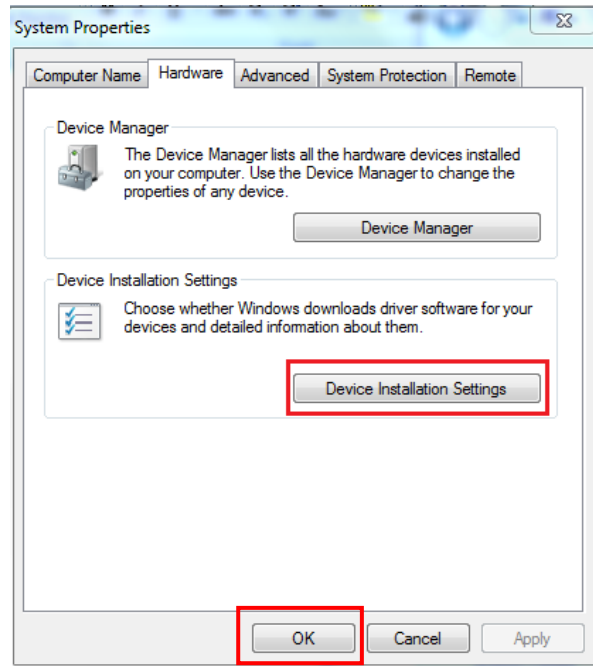 System Properties
Computer Name Hardware Advanced System Protection Remote
Device Manager
The Device Manager lists all the hardware devices installed
on your computer. Use the Device Manager to change the
properties of any device.
Device Manager
Device Installation Settings
Choose whether Windows downloads driver software for your
devices and detailed information about them.
Device Installation Settings
OK Cancel Apply